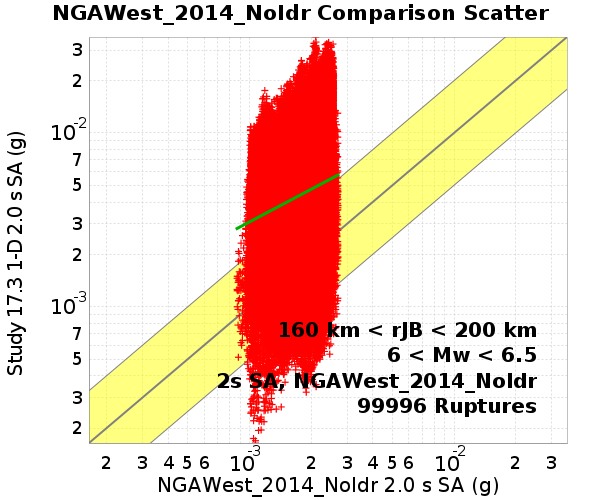 NGAWest_2014_NoIdr Comparison Scatter
3
2
10-2
7
5
3
2
10-3
7
5
3
2
Study 17.3 1-D 2.0 s SA (g)
160 km < rJB < 200 km
6 < Mw < 6.5
2s SA, NGAWest_2014_NoIdr
99996 Ruptures
2 3 4 5 6 10-3 2 3 4 5 6 10-2 2 3
NGAWest_2014_NoIdr 2.0 s SA (g)